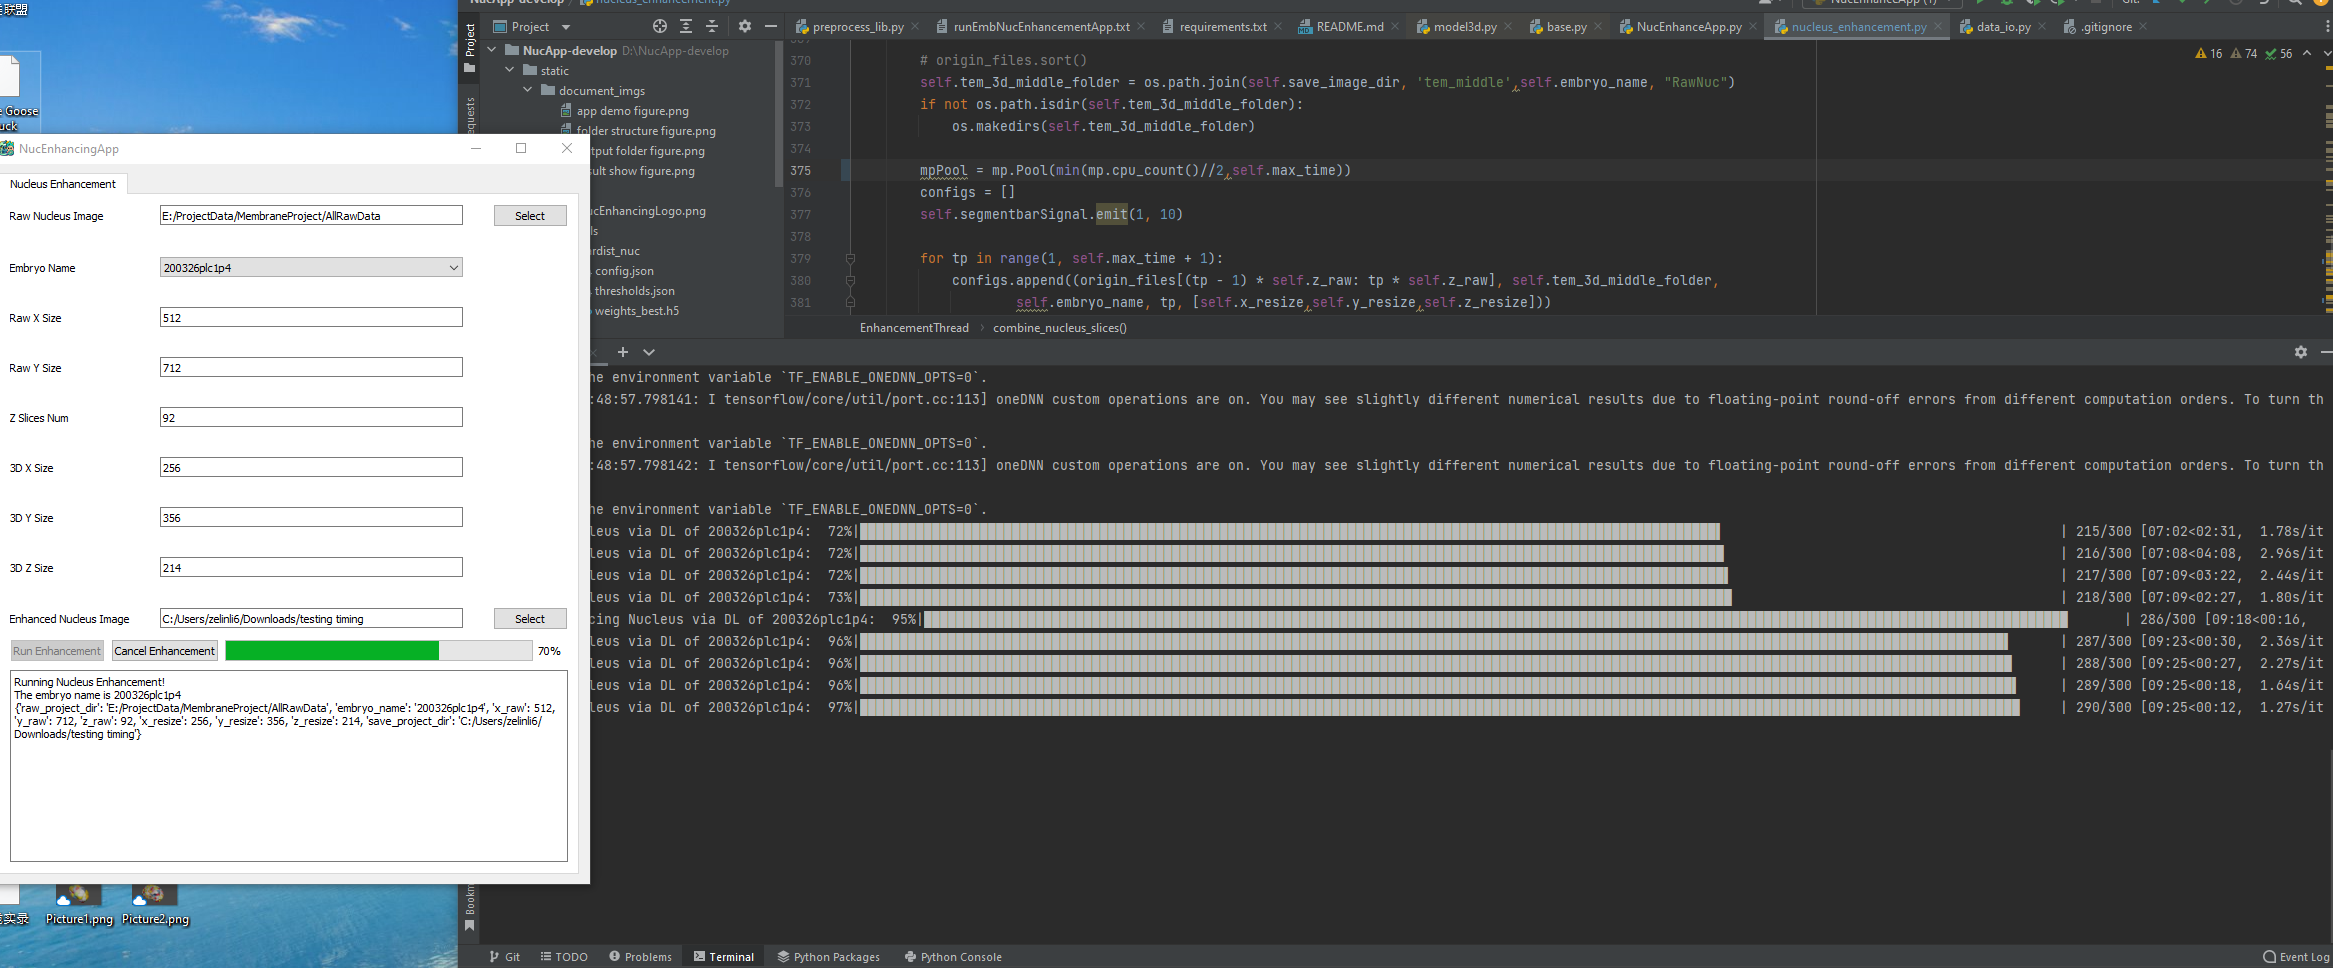 联盟
Goose
uck
NucApp-develop nucleus_enhancement.py
Project
preprocess_lib.py
runEmbNucEnhancementApp.txt
requirements.txt
README.md
model3d.py
base.py
NucEnhanceApp.py
nucleus_enhancement.py
data_io.py
.gitignore
Project
NucApp-develop D:\NucApp-develop
static
document_imgs
app demo figure.png
folder structure figure.png
tput folder figure.png
sult show figure.png
ucEnhancingLogo.png
ls
rdist_nuc
config.json
thresholds.json
weights_best.h5
16 74 56
370 # origin_files.sort()
371 self.tem_3d_middle_folder = os.path.join(self.save_image_dir, 'tem_middle',self.embryo_name, "RawNuc")
372 if not os.path.isdir(self.tem_3d_middle_folder):
373 os.makedirs(self.tem_3d_middle_folder)
374
375 mpPool = mp.Pool(min(mp.cpu_count()//2,self.max_time))
376 configs = []
377 self.segmentbarSignal.emit(1, 10)
378
379 for tp in range(1, self.max_time + 1):
380 configs.append((origin_files[(tp - 1) * self.z_raw: tp * self.z_raw], self.tem_3d_middle_folder,
381 self.embryo_name, tp, [self.x_resize,self.y_resize,self.z_resize]))
EnhancementThread combine_nucleus_slices()
NucEnhancingApp
Nucleus Enhancement
Raw Nucleus Image E:/ProjectData/MembraneProject/AllRawData Select
Embryo Name 200326plc1p4
Raw X Size 512
Raw Y Size 712
Z Slices Num 92
3D X Size 256
3D Y Size 356
3D Z Size 214
Enhanced Nucleus Image C:/Users/zelinli6/Downloads/testing timing Select
Run Enhancement Cancel Enhancement 70%
Running Nucleus Enhancement!
The embryo name is 200326plc1p4
{'raw_project_dir': 'E:/ProjectData/MembraneProject/AllRawData', 'embryo_name': '200326plc1p4', 'x_raw': 512,
'y_raw': 712, 'z_raw': 92, 'x_resize': 256, 'y_resize': 356, 'z_resize': 214, 'save_project_dir': 'C:/Users/zelinli6/
Downloads/testing timing'}
ne environment variable `TF_ENABLE_ONEDNN_OPTS=0`.
:48:57.798141: I tensorflow/core/util/port.cc:113] oneDNN custom operations are on. You may see slightly different numerical results due to floating-point round-off errors from different computation orders. To turn th
ne environment variable `TF_ENABLE_ONEDNN_OPTS=0`.
:48:57.798142: I tensorflow/core/util/port.cc:113] oneDNN custom operations are on. You may see slightly different numerical results due to floating-point round-off errors from different computation orders. To turn th
ne environment variable `TF_ENABLE_ONEDNN_OPTS=0`.
leus via DL of 200326plc1p4: 72%| | 215/300 [07:02<02:31, 1.78s/it
leus via DL of 200326plc1p4: 72%| | 216/300 [07:08<04:08, 2.96s/it
leus via DL of 200326plc1p4: 72%| | 217/300 [07:09<03:22, 2.44s/it
leus via DL of 200326plc1p4: 73%| | 218/300 [07:09<02:27, 1.80s/it
cing Nucleus via DL of 200326plc1p4: 95%| | 286/300 [09:18<00:16,
leus via DL of 200326plc1p4: 96%| | 287/300 [09:23<00:30, 2.36s/it
leus via DL of 200326plc1p4: 96%| | 288/300 [09:25<00:27, 2.27s/it
leus via DL of 200326plc1p4: 96%| | 289/300 [09:25<00:18, 1.64s/it
leus via DL of 200326plc1p4: 97%| | 290/300 [09:25<00:12, 1.27s/it
实录
Picture1.png
Picture2.png
Bookm
Git
TODO
Problems
Terminal
Python Packages
Python Console
Event Log